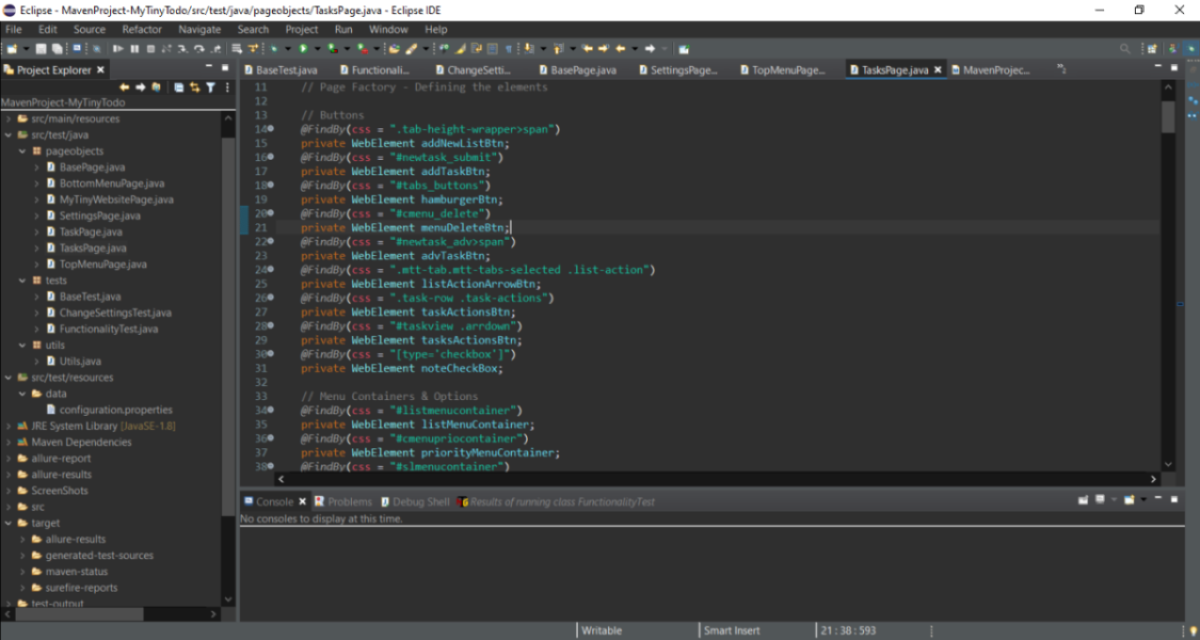 Eclipse - MavenProject-MyTinyTodo/src/test/java/pageobjects/TasksPage.java - Eclipse IDE
File Edit Source Refactor Navigate Search Project Run Window Help
Project Explorer
MavenProject-MyTinyTodo
src/main/resources
src/test/java
pageobjects
BasePage.java
BottomMenuPage.java
MyTinyWebsitePage.java
SettingsPage.java
TaskPage.java
TasksPage.java
TopMenuPage.java
tests
BaseTest.java
ChangeSettingsTest.java
FunctionalityTest.java
utils
Utils.java
src/test/resources
data
configuration.properties
JRE System Library [JavaSE-1.8]
Maven Dependencies
allure-report
allure-results
ScreenShots
src
target
allure-results
generated-test-sources
maven-status
surefire-reports
test-output
BaseTest.java Functionali... ChangeSetti... BasePage.java SettingsPage... TopMenuPage... TasksPage.java MavenProjec...
11 // Page Factory - Defining the elements
12
13 // Buttons
14 @FindBy(css = ".tab-height-wrapper>span")
15 private WebElement addNewListBtn;
16 @FindBy(css = "#newtask_submit")
17 private WebElement addTaskBtn;
18 @FindBy(css = "#tabs_buttons")
19 private WebElement hamburgerBtn;
20 @FindBy(css = "#cmenu_delete")
21 private WebElement menuDeleteBtn;
22 @FindBy(css = "#newtask_adv>span")
23 private WebElement advTaskBtn;
24 @FindBy(css = ".mtt-tab.mtt-tabs-selected .list-action")
25 private WebElement listActionArrowBtn;
26 @FindBy(css = ".task-row .task-actions")
27 private WebElement taskActionsBtn;
28 @FindBy(css = "#taskview .arrdown")
29 private WebElement tasksActionsBtn;
30 @FindBy(css = "[type='checkbox']")
31 private WebElement noteCheckBox;
32
33 // Menu Containers & Options
34 @FindBy(css = "#listmenucontainer")
35 private WebElement listMenuContainer;
36 @FindBy(css = "#cmenupriocontainer")
37 private WebElement priorityMenuContainer;
38 @FindBy(css = "#slmenucontainer")
Console Problems Debug Shell Results of running class FunctionalityTest
No consoles to display at this time.
Writable Smart Insert 21 : 38 : 593